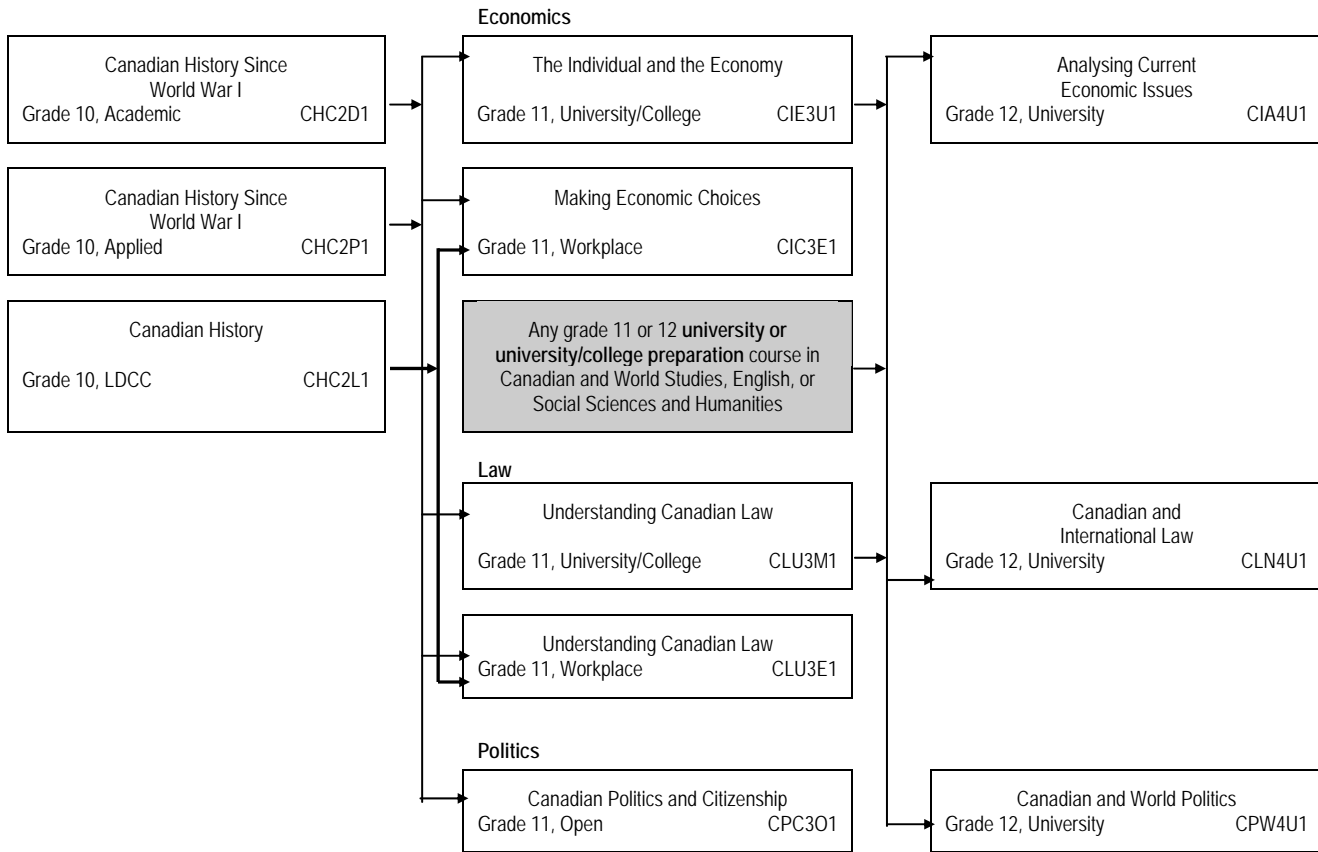 Economics
Canadian History Since
World War I
Grade 10, Academic CHC2D1
The Individual and the Economy
Grade 11, University/College CIE3U1
Analysing Current
Economic Issues
Grade 12, University CIA4U1
Canadian History Since
World War I
Grade 10, Applied CHC2P1
Making Economic Choices
Grade 11, Workplace CIC3E1
Canadian History
Grade 10, LDCC CHC2L1
Any grade 11 or 12 university or
university/college preparation course in
Canadian and World Studies, English, or
Social Sciences and Humanities
Law
Understanding Canadian Law
Grade 11, University/College CLU3M1
Canadian and
International Law
Grade 12, University CLN4U1
Understanding Canadian Law
Grade 11, Workplace CLU3E1
Politics
Canadian Politics and Citizenship
Grade 11, Open CPC3O1
Canadian and World Politics
Grade 12, University CPW4U1